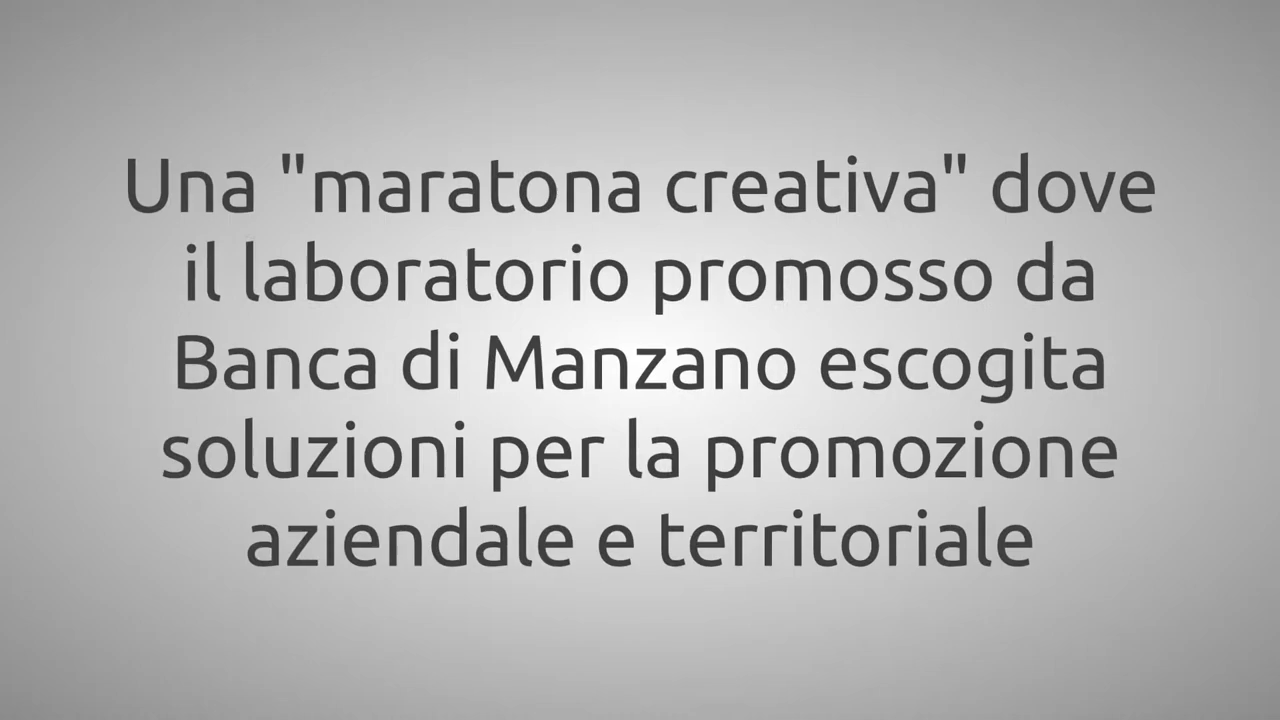 Una "maratona creativa" dove
il laboratorio promosso da
Banca di Manzano escogita
soluzioni per la promozione
aziendale e territoriale